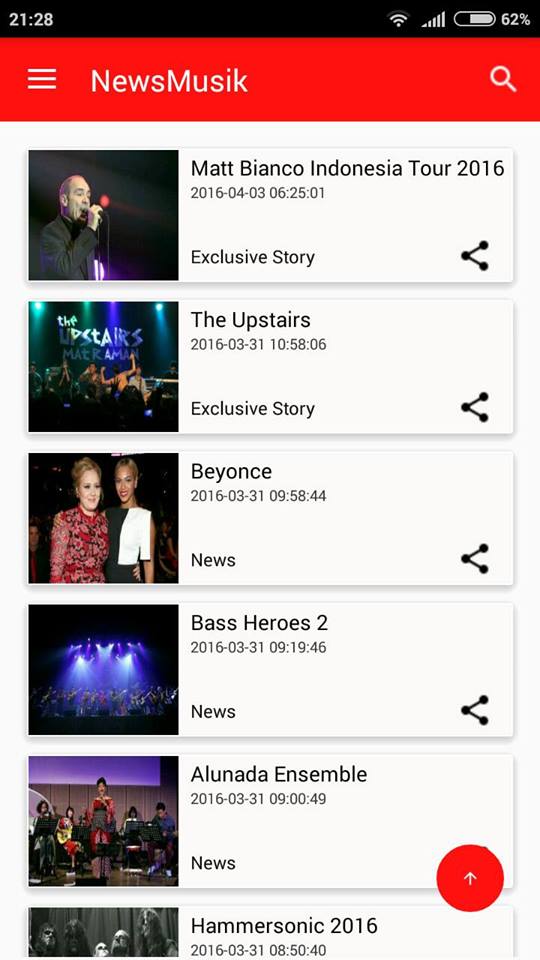 21:28
62%
NewsMusik
Matt Bianco Indonesia Tour 2016
2016-04-03 06:25:01
Exclusive Story
the
UPSTAIRS
MATRAMAN
The Upstairs
2016-03-31 10:58:06
Exclusive Story
Beyonce
2016-03-31 09:58:44
News
Bass Heroes 2
2016-03-31 09:19:46
News
Alunada Ensemble
2016-03-31 09:00:49
News
Hammersonic 2016
2016-03-31 08:50:40